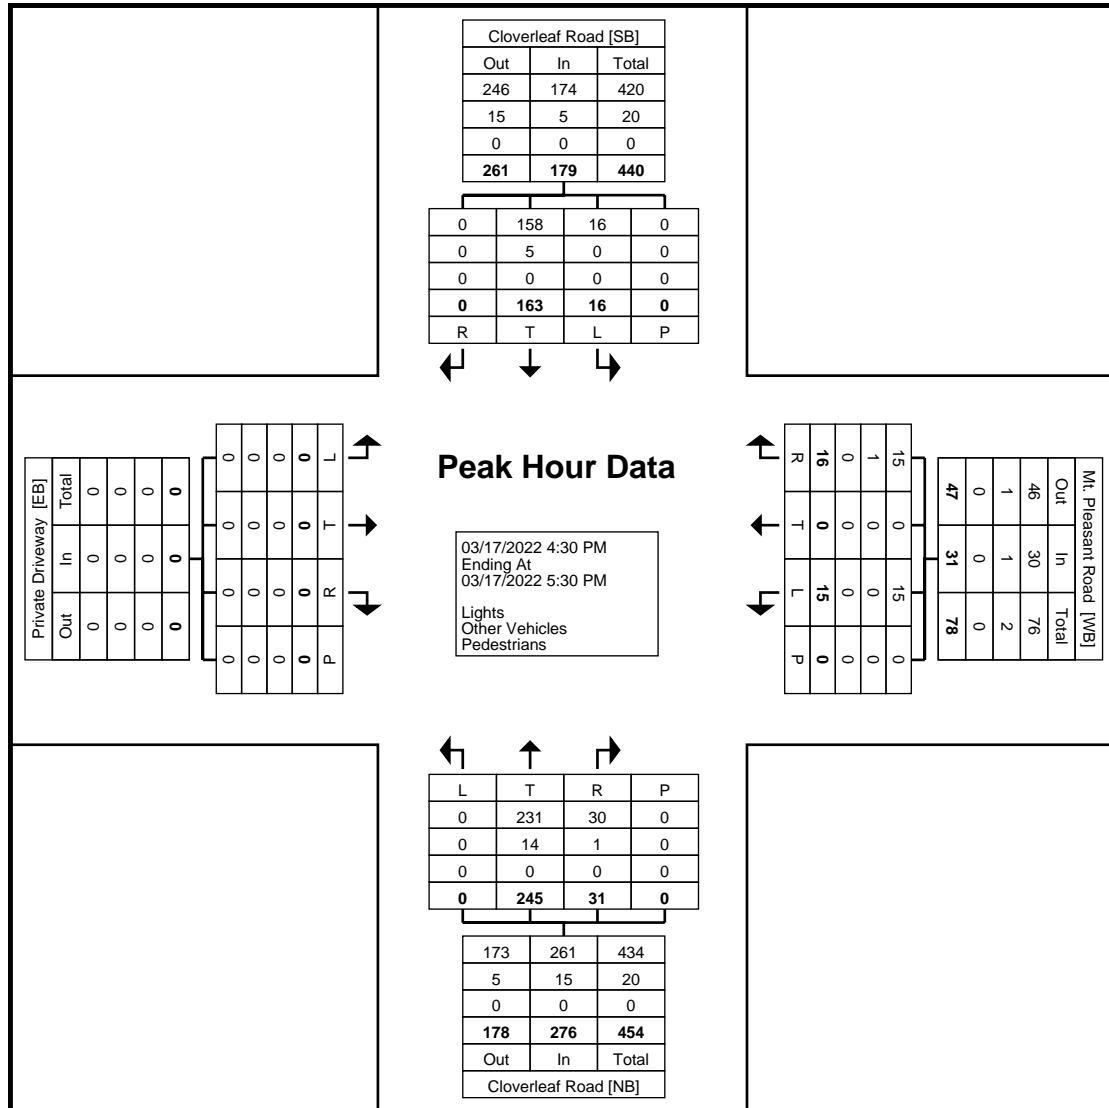 Cloverleaf Road [SB]
Out In Total
246 174 420
15 5 20
0 0 0
261 179 440
0 158 16 0
0 5 0 0
0 0 0 0
0 163 16 0
R T L P
Private Driveway [EB]
Out In Total
0 0 0
0 0 0
0 0 0
0 0 0
0 0 0 0
0 0 0 0
0 0 0 0
0 0 0 0
P R T L
Peak Hour Data
03/17/2022 4:30 PM
Ending At
03/17/2022 5:30 PM
Lights
Other Vehicles
Pedestrians
Mt. Pleasant Road [WB]
Out In Total
46 30 76
1 1 2
0 0 0
47 31 78
15 0 15 0
1 0 0 0
0 0 0 0
16 0 15 0
R T L P
L T R P
0 231 30 0
0 14 1 0
0 0 0 0
0 245 31 0
173 261 434
5 15 20
0 0 0
178 276 454
Out In Total
Cloverleaf Road [NB]